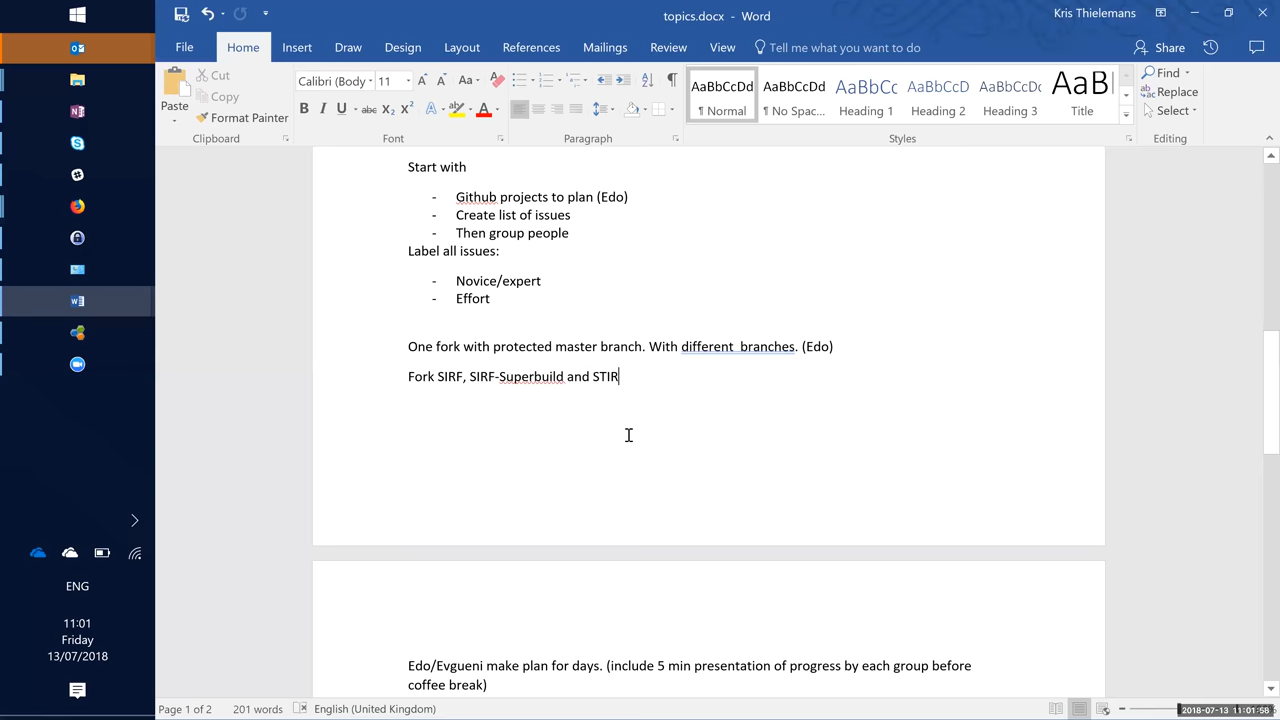 topics.docx - Word
Kris Thielemans
File
Home
Insert
Draw
Design
Layout
References
Mailings
Review
View
Tell me what you want to do
Share
Paste
Cut
Copy
Format Painter
Clipboard
Calibri (Body
11
Font
Paragraph
AaBbCcDd
¶ Normal
AaBbCcDd
¶ No Spac...
AaBbCc
Heading 1
AaBbCcD
Heading 2
AaBbCcDc
Heading 3
AaB
Title
Styles
Find
Replace
Select
Editing
Start with
- Github projects to plan (Edo)
- Create list of issues
- Then group people
Label all issues:
- Novice/expert
- Effort
One fork with protected master branch. With different  branches. (Edo)
Fork SIRF, SIRF-Superbuild and STIR
Edo/Evgueni make plan for days. (include 5 min presentation of progress by each group before
coffee break)
ENG
11:01
Friday
13/07/2018
Page 1 of 2
201 words
English (United Kingdom)
2018-07-13 11:01:58